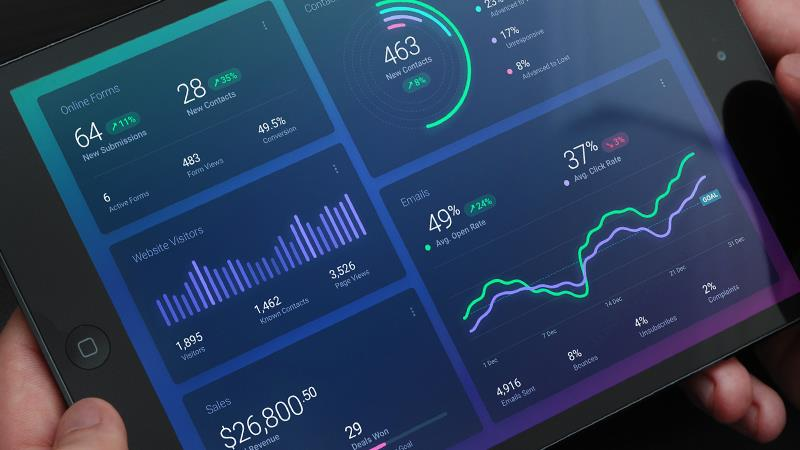 Online Forms
64 ↗ 11%
New Submissions
28 ↗ 35%
New Contacts
6
Active Forms
483
Form Views
49.5%
Conversion
463
New Contacts
↗ 8%
23%
17%
Unresponsive
8%
Advanced to Lost
Website Visitors
1,895
Visitors
1,462
Known Contacts
3,526
Page Views
Emails
49% ↗ 24%
Avg. Open Rate
37% ↘ 3%
Avg. Click Rate
GOAL
1 Dec
7 Dec
14 Dec
21 Dec
31 Dec
4,916
Emails Sent
8%
Bounces
4%
Unsubscribes
2%
Complaints
Sales
$26,800.50
Revenue
29
Deals Won
Goal